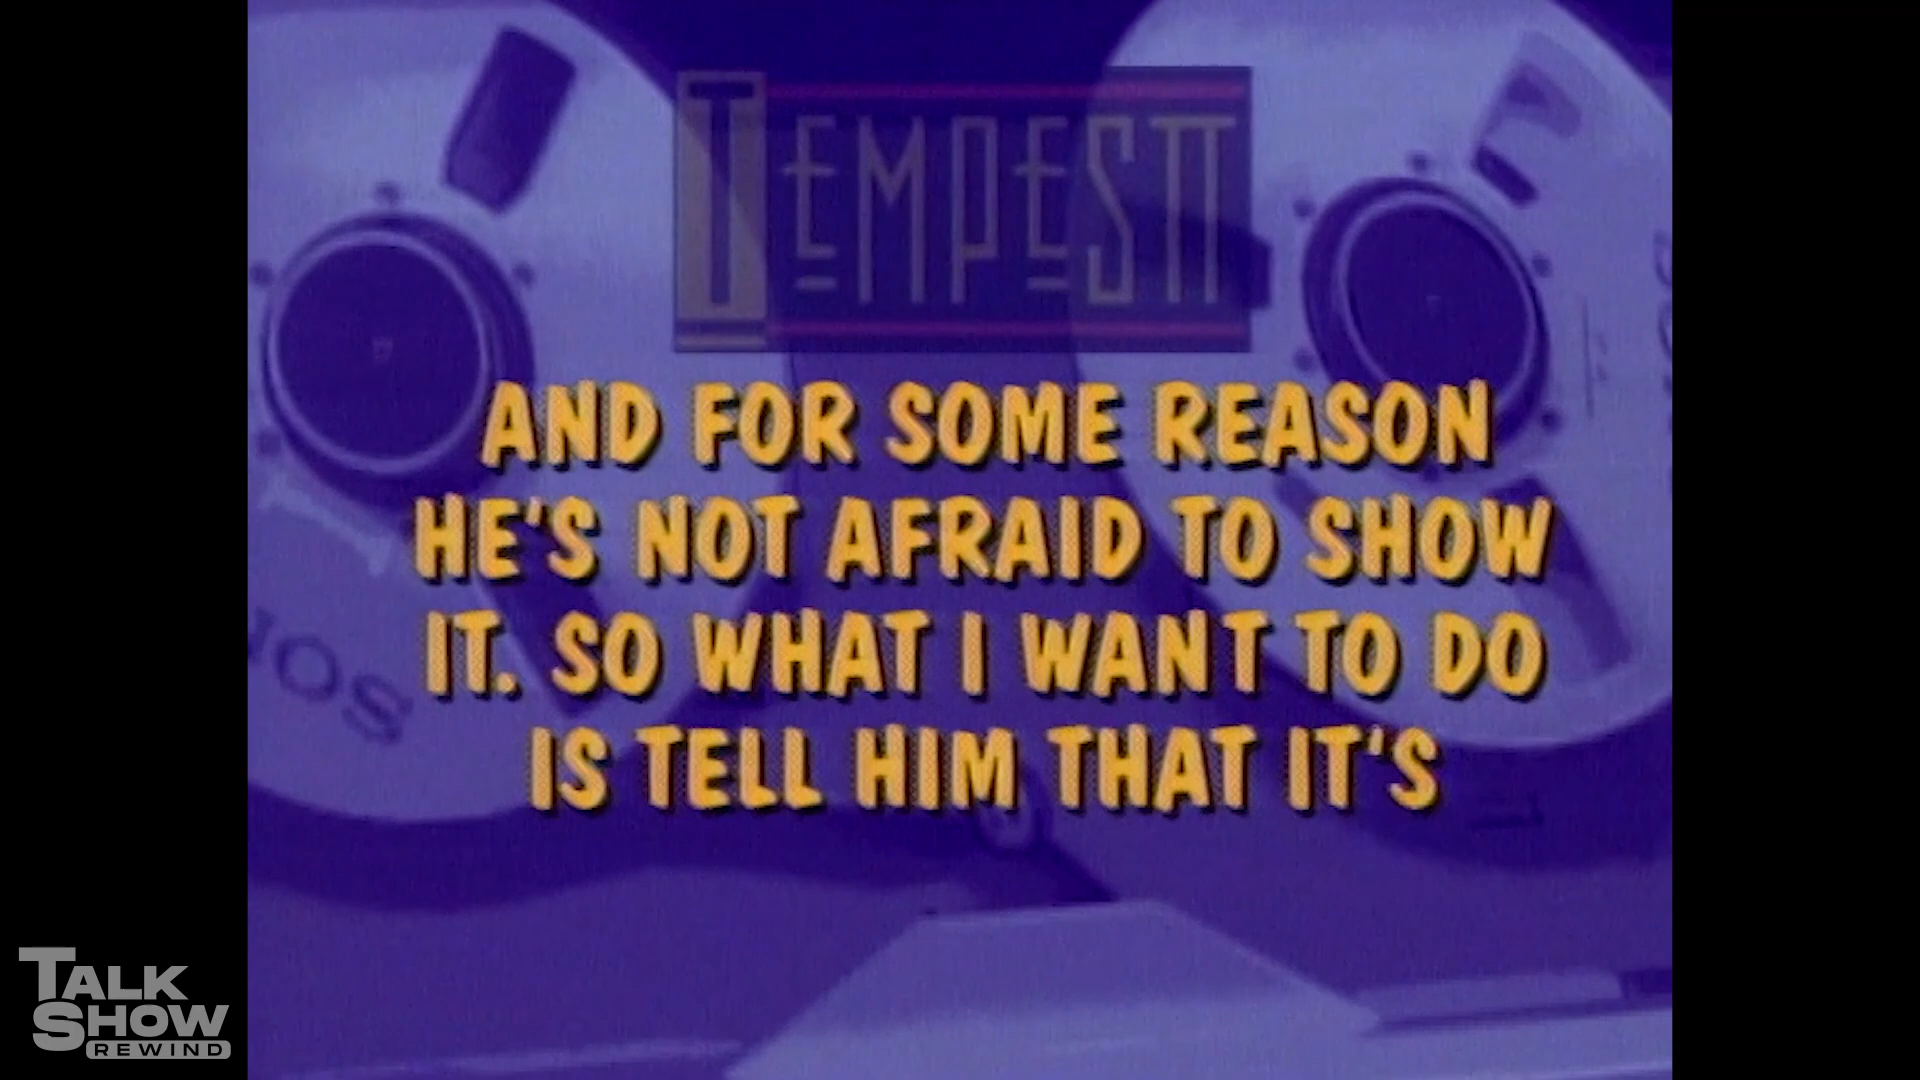 TEMPESTT
AND FOR SOME REASON
HE'S NOT AFRAID TO SHOW
IT. SO WHAT I WANT TO DO
IS TELL HIM THAT IT'S
TALK
SHOW
REWIND